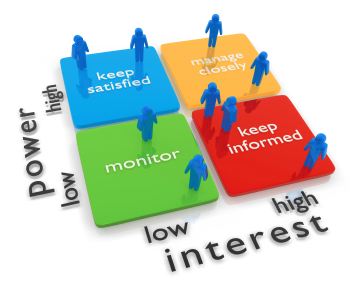 keep
satisfied
manage
closely
monitor
keep
informed
power
high
low
low
high
interest